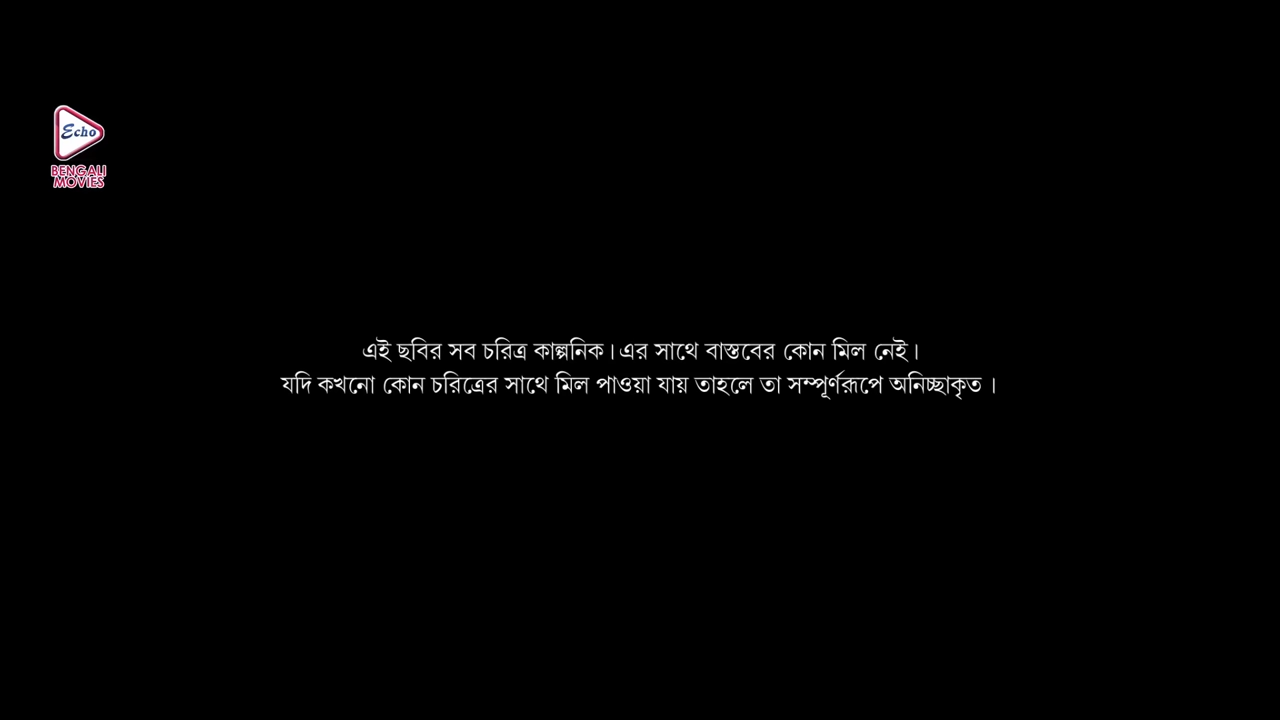 Echo
BENGALI
MOVIES
এই ছবির সব চরিত্র কাল্পনিক। এর সাথে বাস্তবের কোন মিল নেই।
যদি কখনো কোন চরিত্রের সাথে মিল পাওয়া যায় তাহলে তা সম্পূর্ণরূপে অনিচ্ছাকৃত।